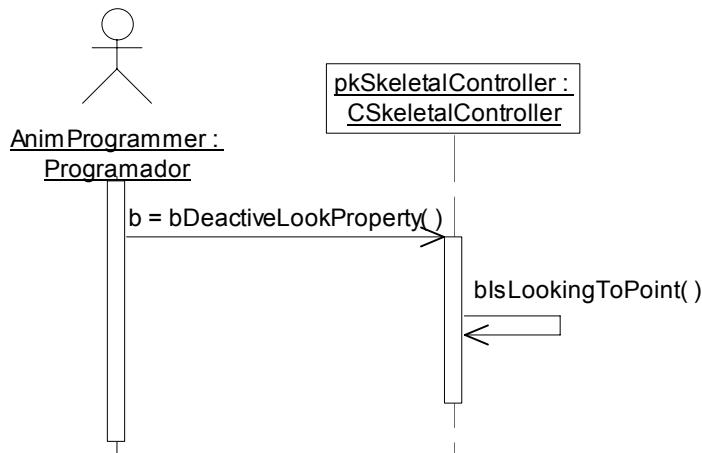 pkSkeletalController :
CSkeletalController
AnimProgrammer :
Programador
b = bDeactiveLookProperty( )
bIsLookingToPoint( )